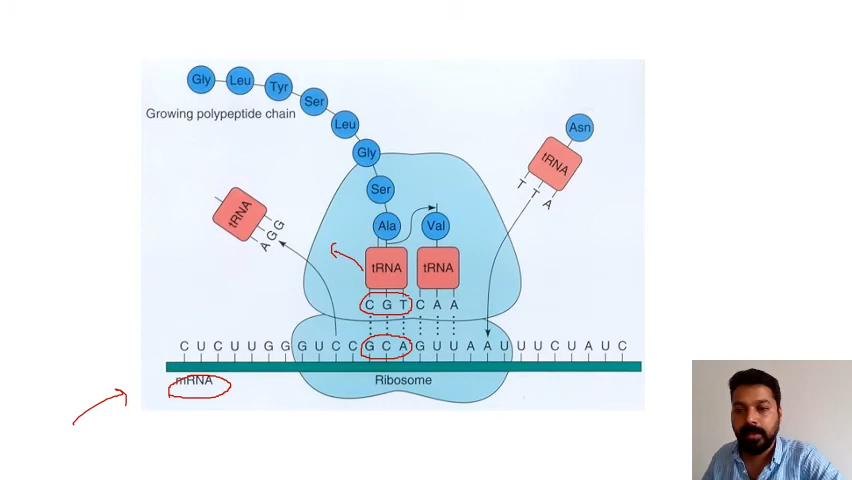 Gly Leu Tyr
Ser
Growing polypeptide chain
Leu
Asn
Gly
tRNA
Ser
T T A
tRNA
A G G
Ala Val
tRNA tRNA
C G T C A A
C U C U U G G G U C C G C A G U U A A U U U C U A U C
mRNA Ribosome